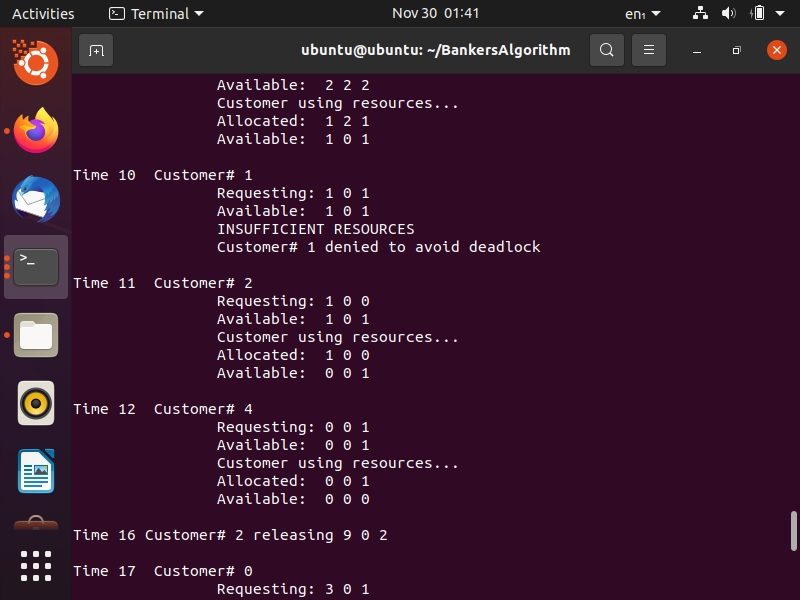 Activities
Terminal
Nov 30 01:41
en₁
ubuntu@ubuntu: ~/BankersAlgorithm
Available: 2 2 2
Customer using resources...
Allocated: 1 2 1
Available: 1 0 1
Time 10 Customer# 1
Requesting: 1 0 1
Available: 1 0 1
INSUFFICIENT RESOURCES
Customer# 1 denied to avoid deadlock
Time 11 Customer# 2
Requesting: 1 0 0
Available: 1 0 1
Customer using resources...
Allocated: 1 0 0
Available: 0 0 1
Time 12 Customer# 4
Requesting: 0 0 1
Available: 0 0 1
Customer using resources...
Allocated: 0 0 1
Available: 0 0 0
Time 16 Customer# 2 releasing 9 0 2
Time 17 Customer# 0
Requesting: 3 0 1